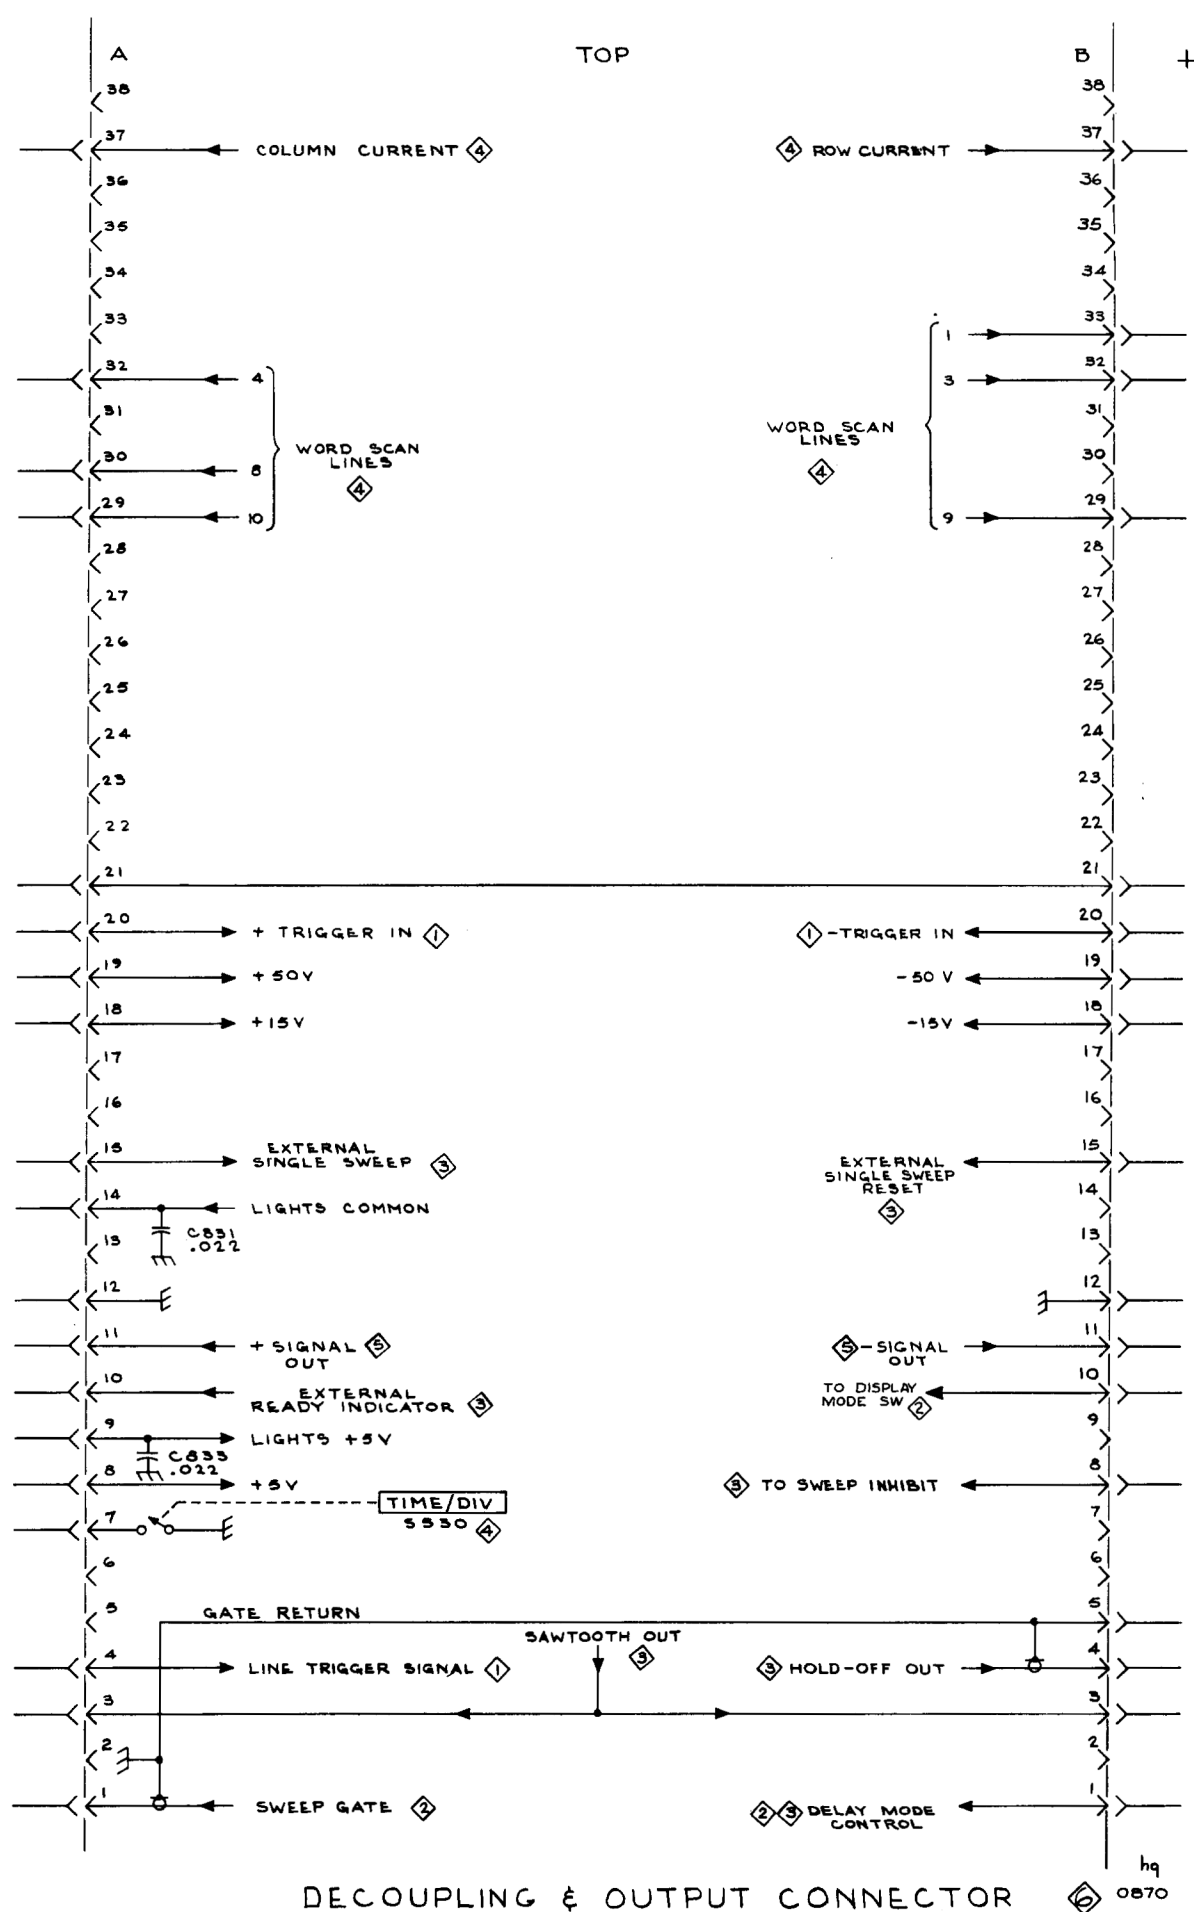 A TOP B +
38 38
37 COLUMN CURRENT 4 4 ROW CURRENT 37
36 36
35 35
34 34
33 1 33
32 4 3 32
31 31
WORD SCAN LINES 4 WORD SCAN LINES 4
30 8 30
29 10 9 29
28 28
27 27
26 26
25 25
24 24
23 23
22 22
21 21
20 + TRIGGER IN 1 1 -TRIGGER IN 20
19 +50V -50 V 19
18 +15V -15V 18
17 17
16 16
15 EXTERNAL SINGLE SWEEP 3 EXTERNAL SINGLE SWEEP RESET 3 15
14 LIGHTS COMMON 14
C831
.022
13 13
12 12
11 + SIGNAL OUT 5 5 -SIGNAL OUT 11
10 EXTERNAL READY INDICATOR 3 TO DISPLAY MODE SW 2 10
9 LIGHTS +5V 9
C833
.022
8 +5V 3 TO SWEEP INHIBIT 8
TIME/DIV
7 S530 4 7
6 6
5 GATE RETURN 5
SAWTOOTH OUT 3
4 LINE TRIGGER SIGNAL 1 3 HOLD-OFF OUT 4
3 3
2 2
1 SWEEP GATE 2 2 3 DELAY MODE CONTROL 1
hq
DECOUPLING & OUTPUT CONNECTOR 6 0870